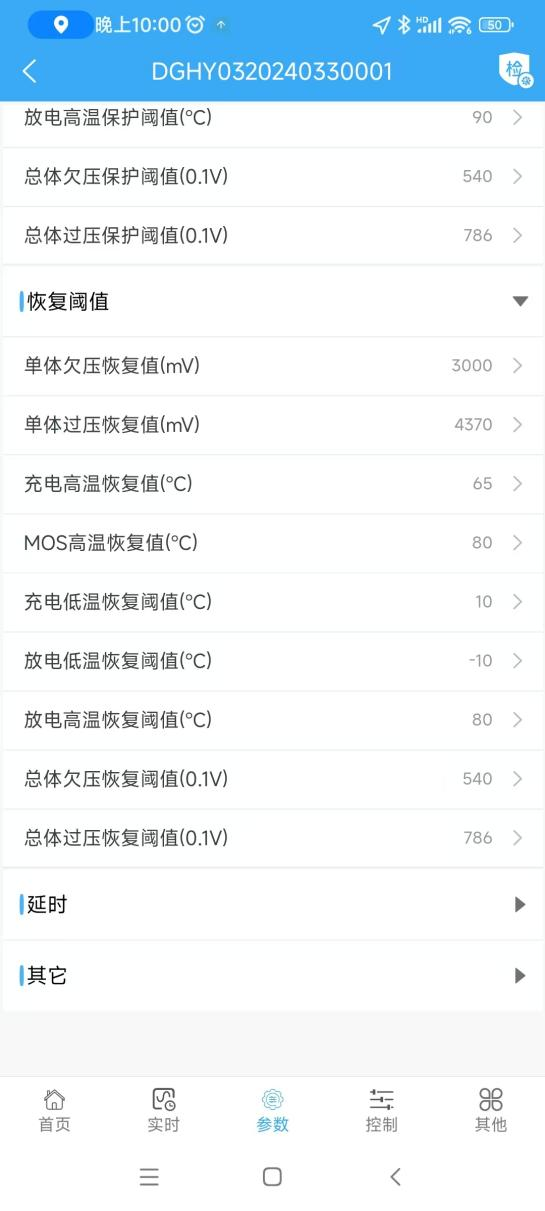 晚上10:00
HD
50
DGHY0320240330001
检
放电高温保护阈值(℃) 90
总体欠压保护阈值(0.1V) 540
总体过压保护阈值(0.1V) 786
恢复阈值
单体欠压恢复值(mV) 3000
单体过压恢复值(mV) 4370
充电高温恢复值(℃) 65
MOS高温恢复值(℃) 80
充电低温恢复阈值(℃) 10
放电低温恢复阈值(℃) -10
放电高温恢复阈值(℃) 80
总体欠压恢复阈值(0.1V) 540
总体过压恢复阈值(0.1V) 786
延时
其它
首页 实时 参数 控制 其他